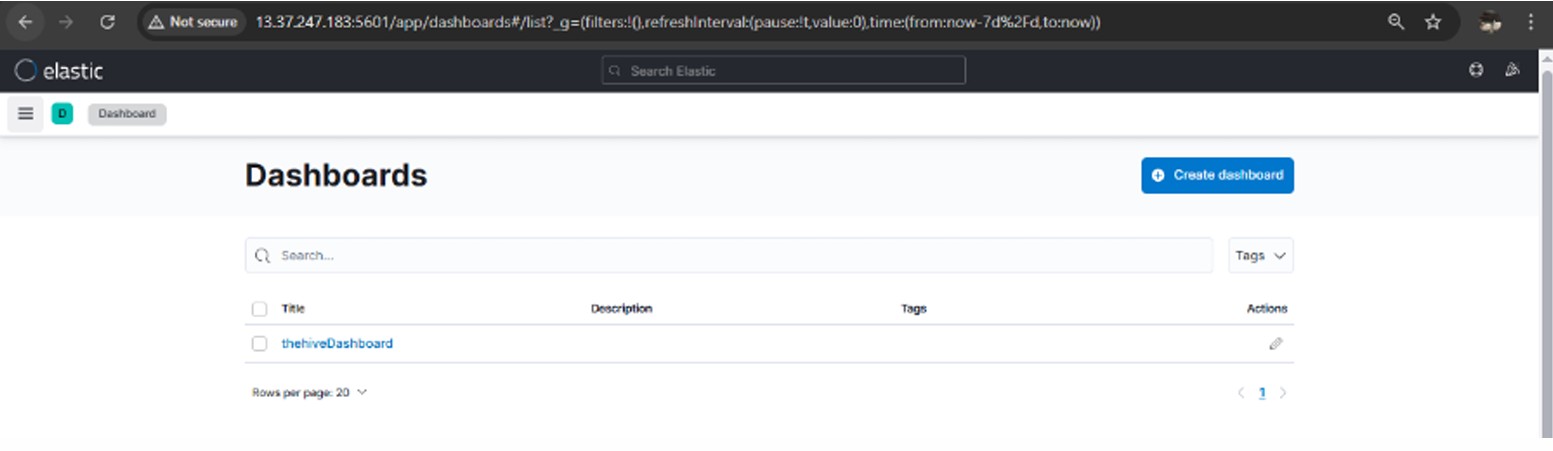 Not secure 13.37.247.183:5601/app/dashboards#/list?_g=(filters:!(),refreshInterval:(pause:!t,value:0),time:(from:now-7d%2Fd,to:now))
elastic Search Elastic
D Dashboard
Dashboards Create dashboard
Search... Tags
Title Description Tags Actions
thehiveDashboard
Rows per page: 20 1